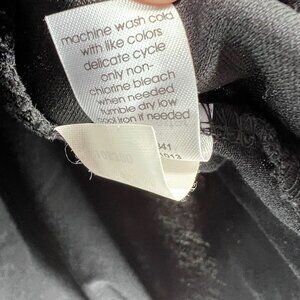 machine wash cold
with like colors
delicate cycle
only non-
chlorine bleach
when needed
tumble dry low
cool iron if needed